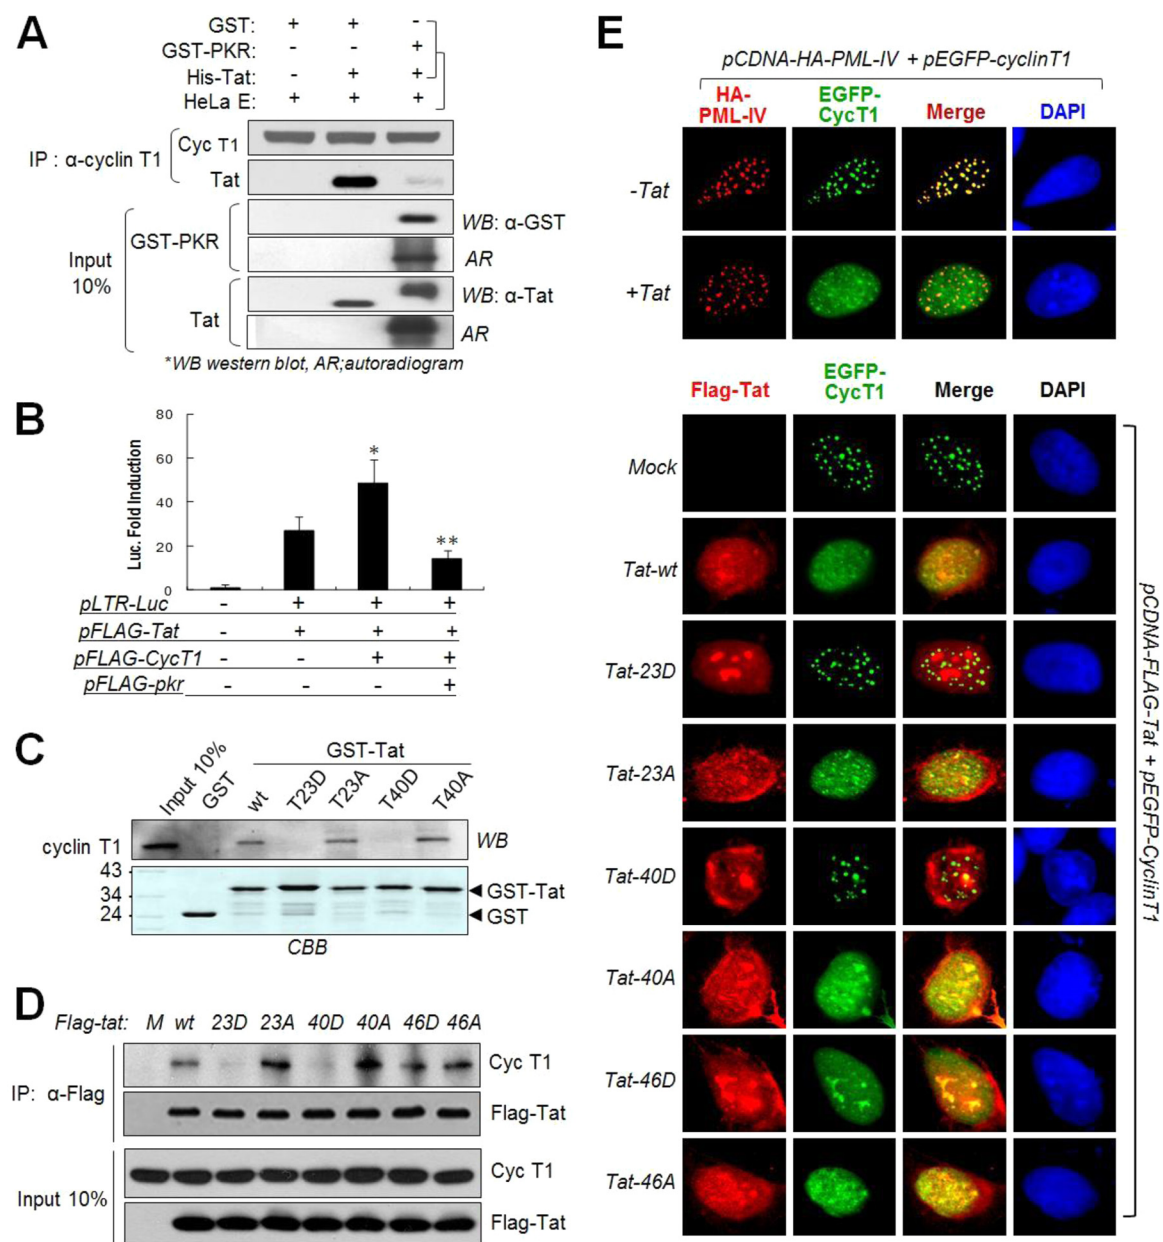 A
GST: + + -
GST-PKR: - - +
His-Tat: - + +
HeLa E: + + +
IP : α-cyclin T1
Cyc T1
Tat
Input 10%
GST-PKR
WB: α-GST
AR
Tat
WB: α-Tat
AR
*WB western blot, AR;autoradiogram
B
Luc. Fold Induction
80
60
40
20
0
*
**
pLTR-Luc - + + +
pFLAG-Tat - + + +
pFLAG-CycT1 - - + +
pFLAG-pkr - - - +
C
GST-Tat
Input 10% GST wt T23D T23A T40D T40A
cyclin T1
WB
43
34
24
GST-Tat
GST
CBB
D
Flag-tat: M wt 23D 23A 40D 40A 46D 46A
IP: α-Flag
Cyc T1
Flag-Tat
Input 10%
Cyc T1
Flag-Tat
E
pCDNA-HA-PML-IV + pEGFP-cyclinT1
HA-PML-IV EGFP-CycT1 Merge DAPI
-Tat
+Tat
Flag-Tat EGFP-CycT1 Merge DAPI
Mock
Tat-wt
Tat-23D
Tat-23A
Tat-40D
Tat-40A
Tat-46D
Tat-46A
pCDNA-FLAG-Tat + pEGFP-CyclinT1